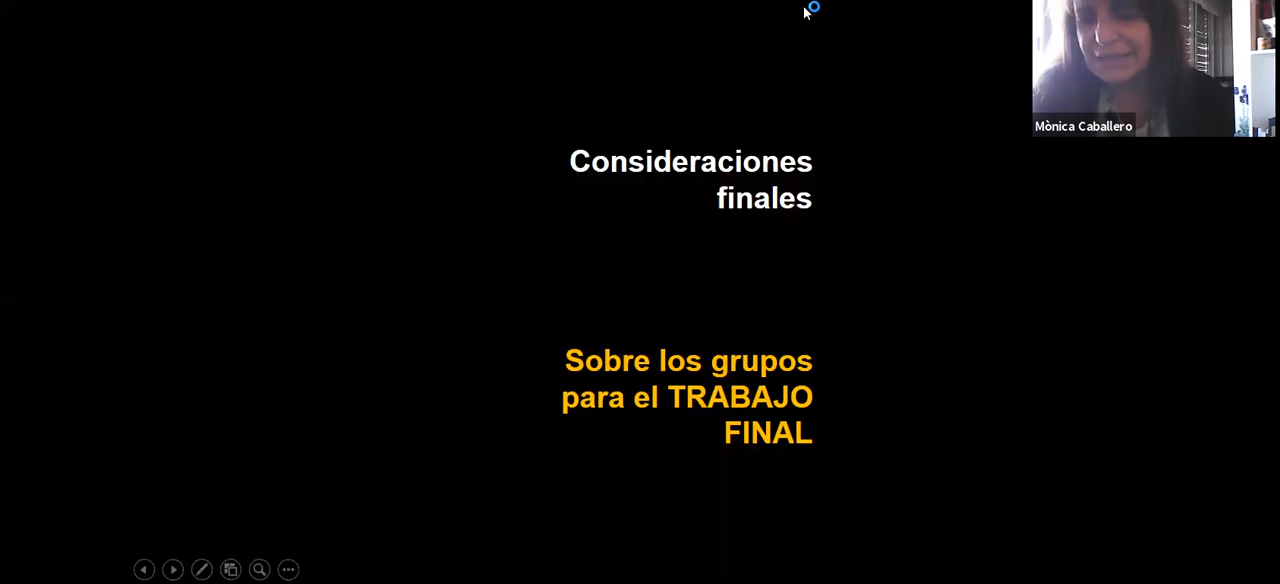 Mònica Caballero
Consideraciones
finales
Sobre los grupos
para el TRABAJO
FINAL